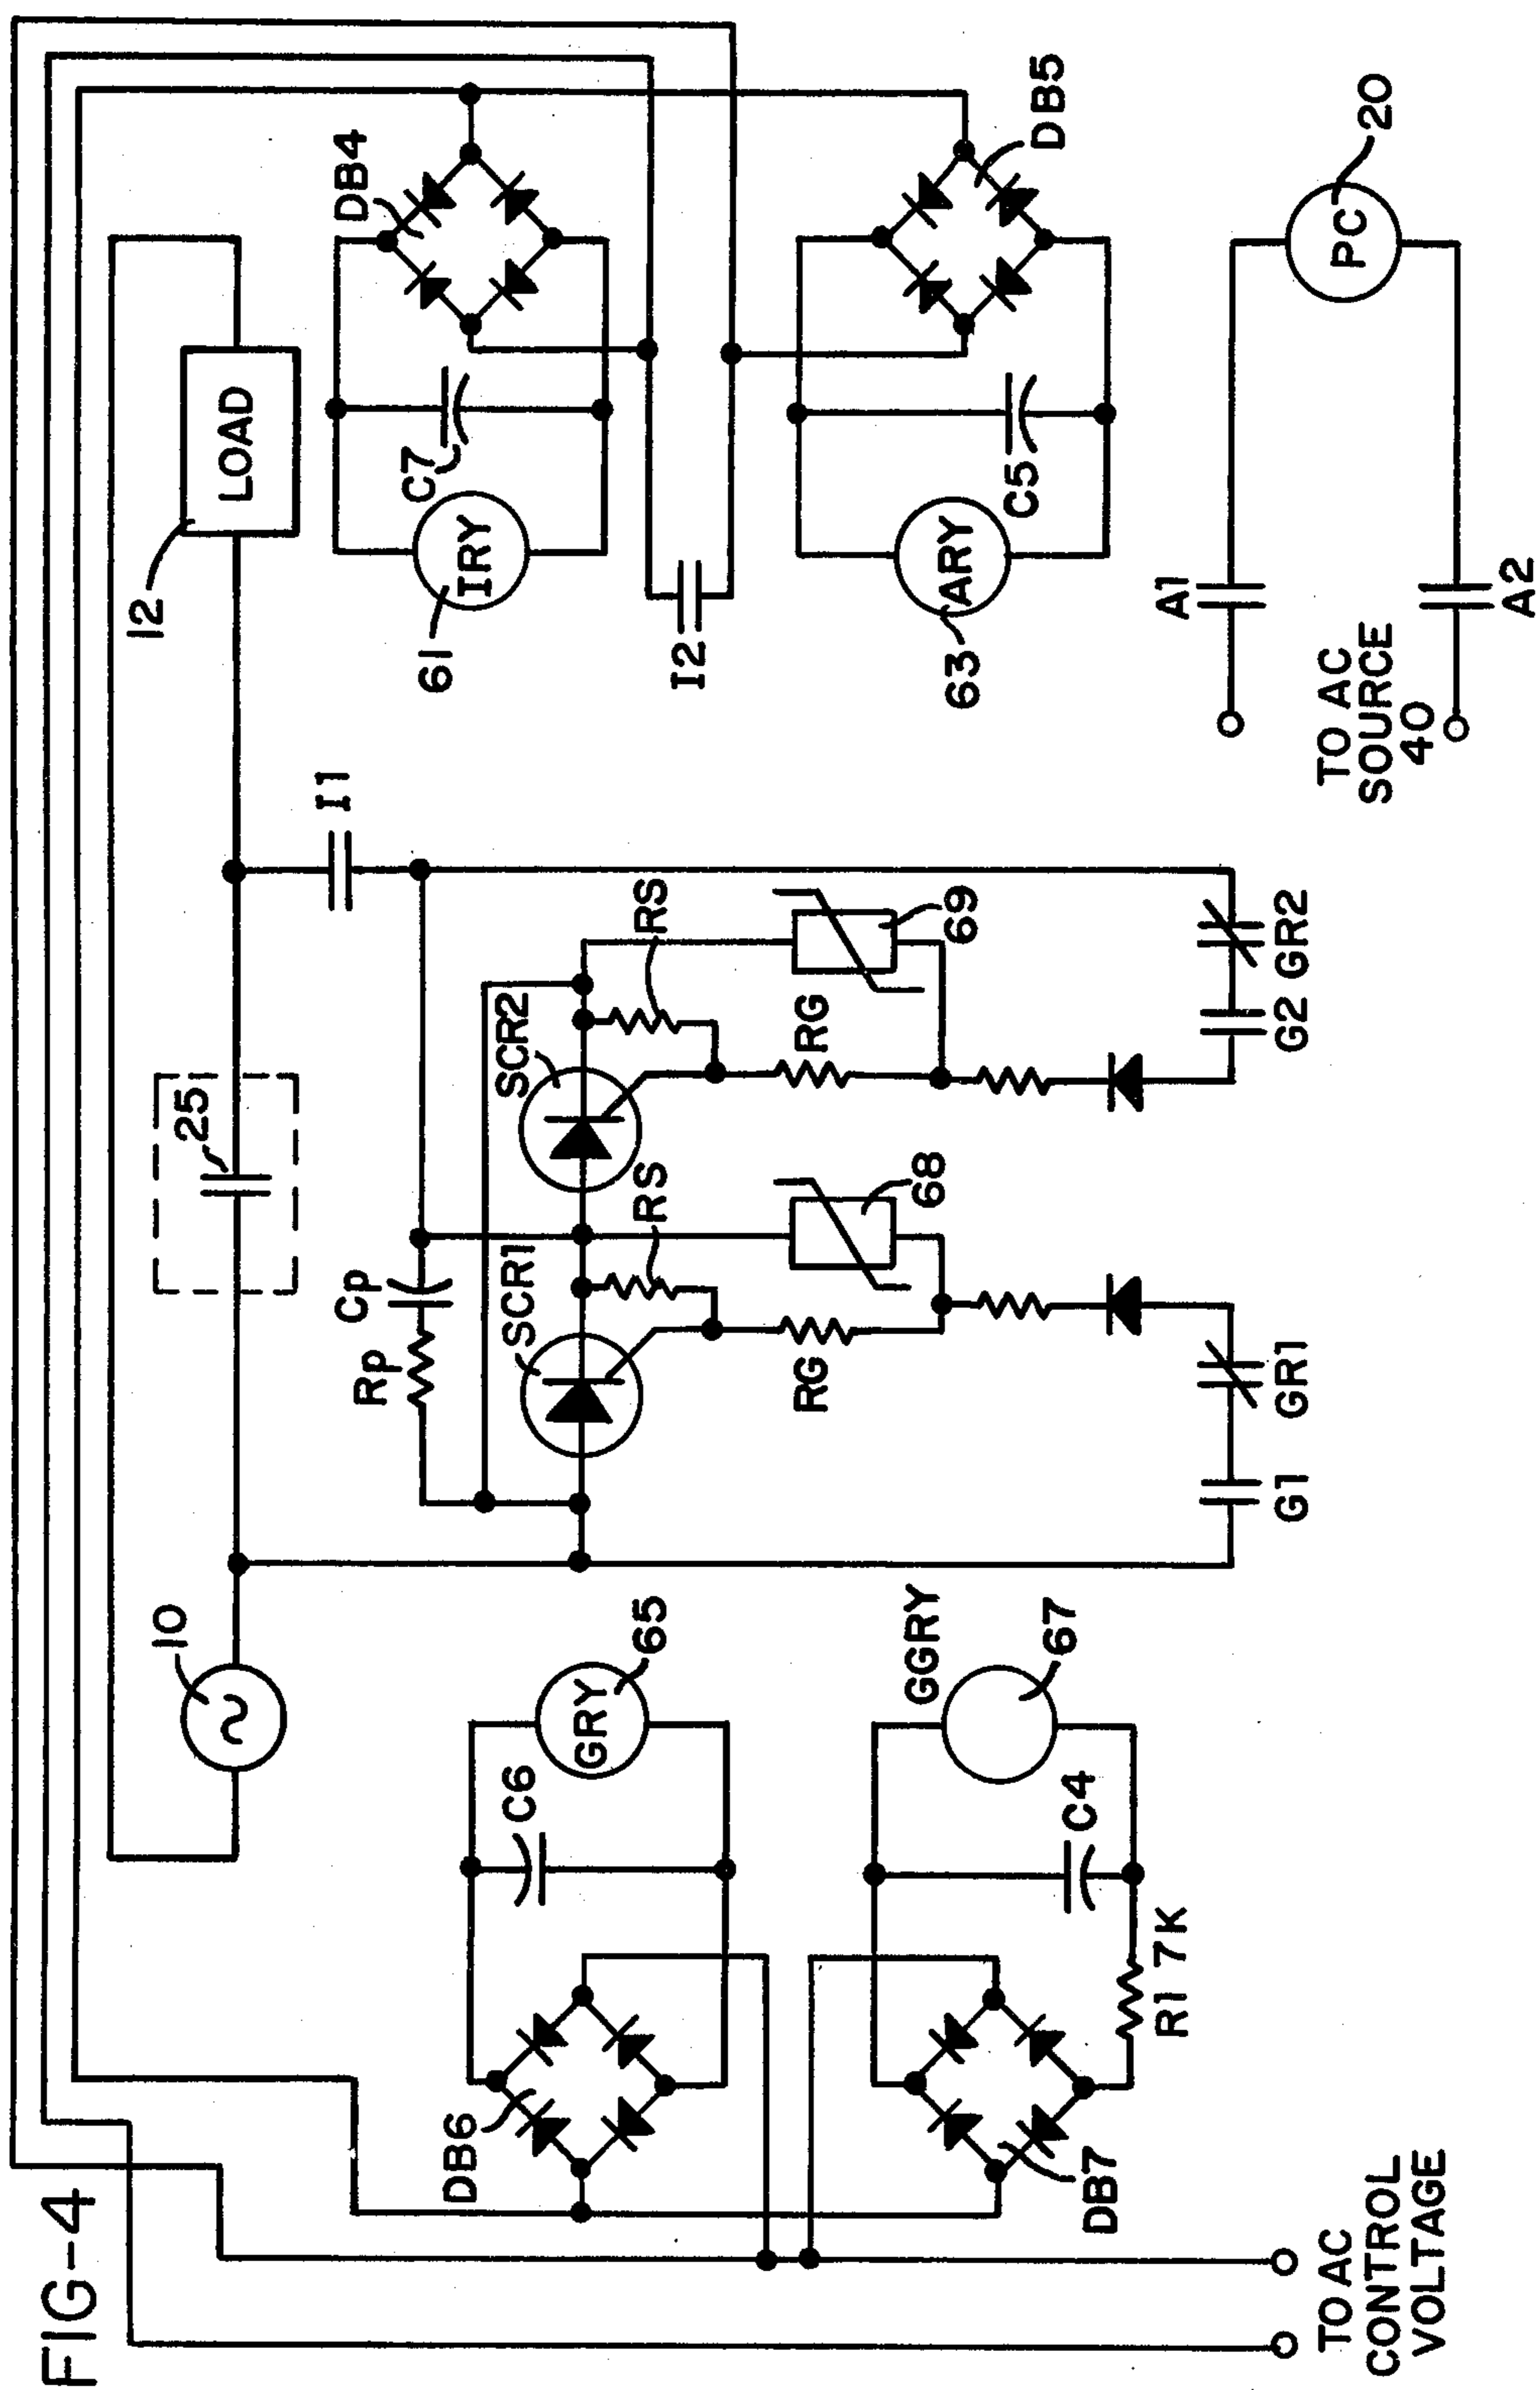 FIG-4
10
25
12
LOAD
DB4
C7
IRY
61
I1
I2
DB5
C5
ARY
63
Rp
Cp
SCR1
SCR2
RS
RS
RG
RG
68
69
G1
GR1
G2
GR2
DB6
C6
GRY
65
GGRY
67
DB7
C4
R1 7K
A1
A2
PC
20
TO AC
SOURCE
40
TO AC
CONTROL
VOLTAGE